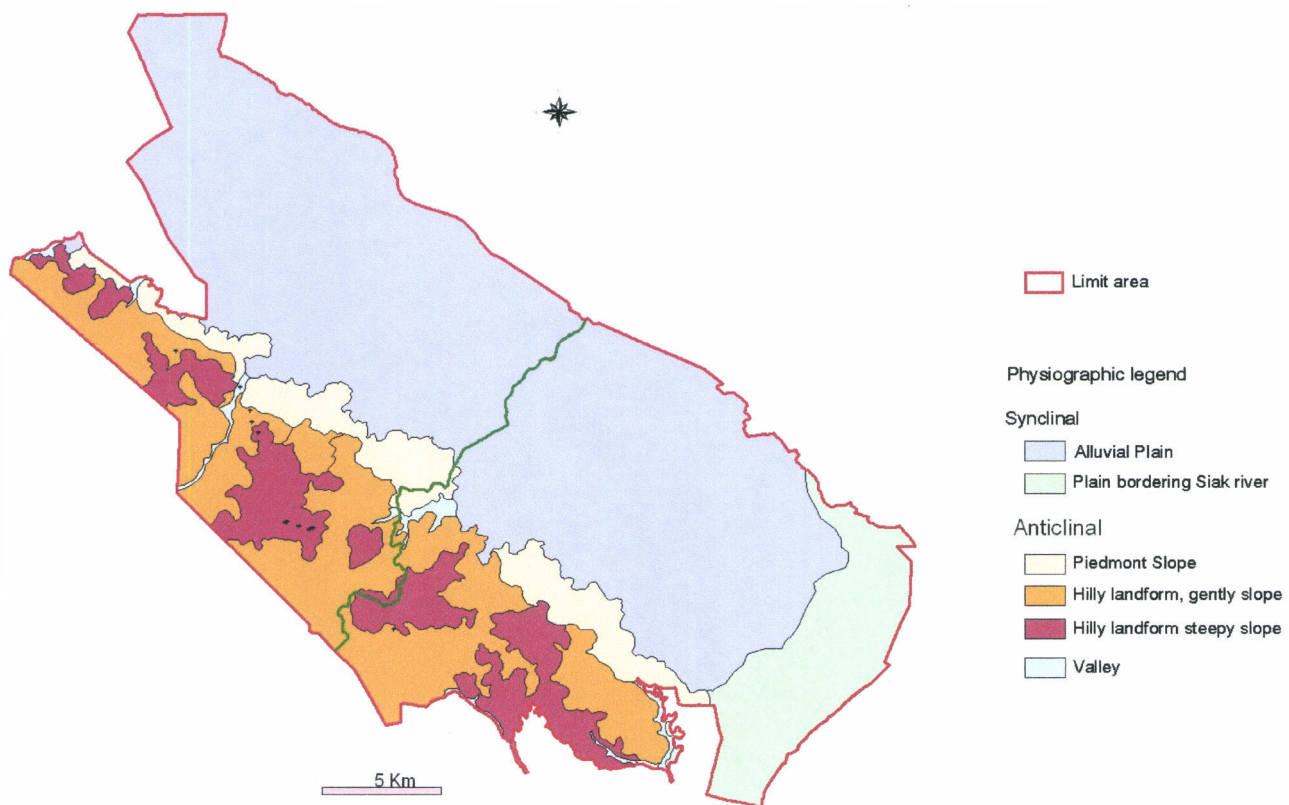 Limit area
Physiographic legend
Synclinal
Alluvial Plain
Plain bordering Siak river
Anticlinal
Piedmont Slope
Hilly landform, gently slope
Hilly landform steepy slope
Valley
5 Km